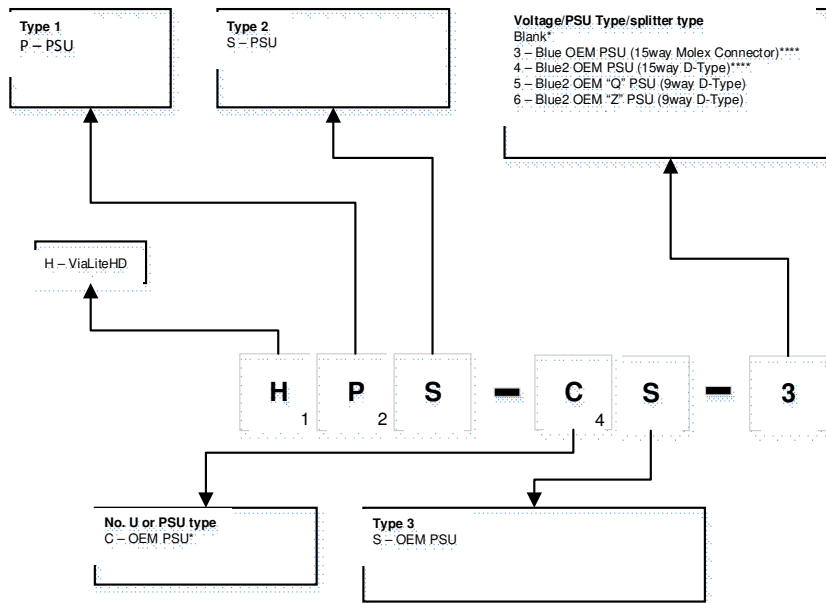 Type 1
P – PSU
Type 2
S – PSU
Voltage/PSU Type/splitter type
Blank*
3 – Blue OEM PSU (15way Molex Connector)****
4 – Blue2 OEM PSU (15way D-Type)****
5 – Blue2 OEM “Q” PSU (9way D-Type)
6 – Blue2 OEM “Z” PSU (9way D-Type)
H – ViaLiteHD
H P S – C S – 3
1 2 4
No. U or PSU type
C – OEM PSU*
Type 3
S – OEM PSU